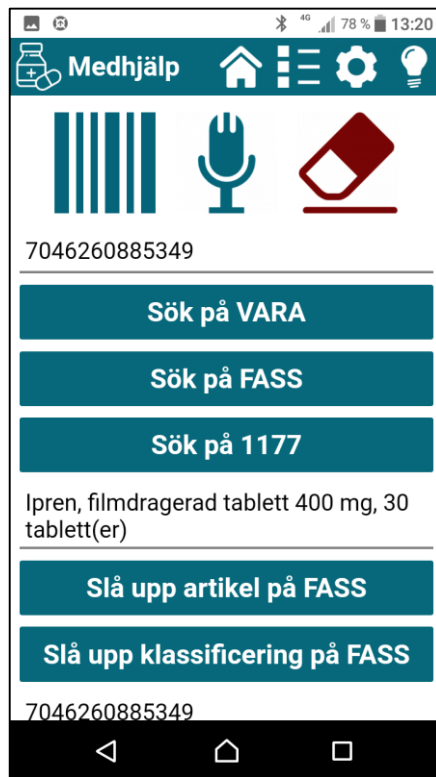 4G 78 % 13:20
Medhjälp
7046260885349
Sök på VARA
Sök på FASS
Sök på 1177
Ipren, filmdragerad tablett 400 mg, 30
tablett(er)
Slå upp artikel på FASS
Slå upp klassificering på FASS
7046260885349